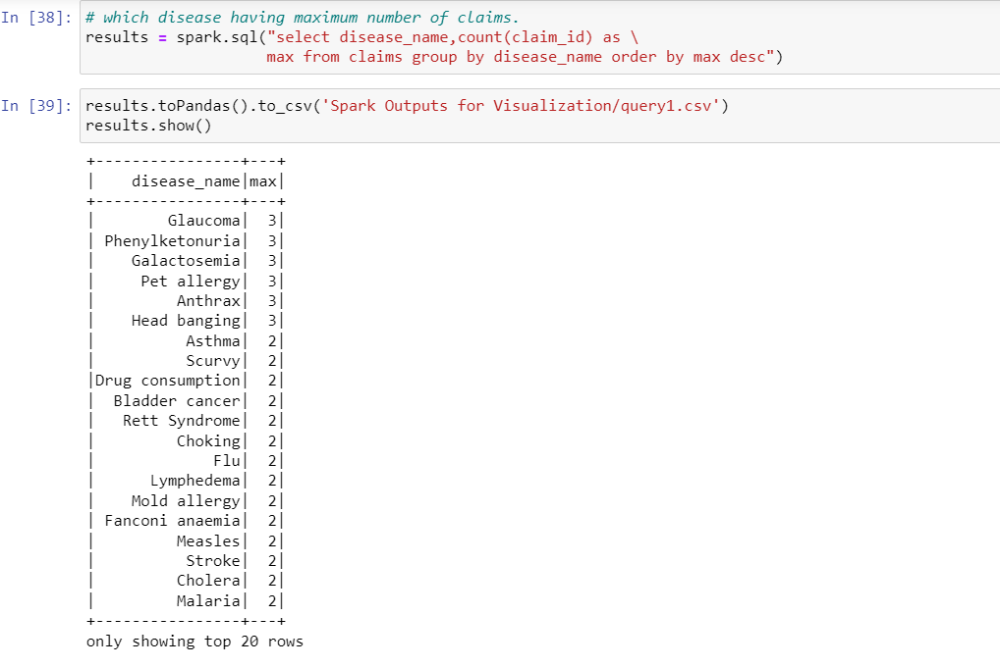 In [38]: # which disease having maximum number of claims.
results = spark.sql("select disease_name,count(claim_id) as \
                    max from claims group by disease_name order by max desc")
In [39]: results.toPandas().to_csv('Spark Outputs for Visualization/query1.csv')
results.show()
+----------------+---+
|    disease_name|max|
+----------------+---+
|        Glaucoma|  3|
| Phenylketonuria|  3|
|    Galactosemia|  3|
|     Pet allergy|  3|
|         Anthrax|  3|
|    Head banging|  3|
|          Asthma|  2|
|          Scurvy|  2|
|Drug consumption|  2|
|  Bladder cancer|  2|
|   Rett Syndrome|  2|
|         Choking|  2|
|             Flu|  2|
|      Lymphedema|  2|
|    Mold allergy|  2|
| Fanconi anaemia|  2|
|         Measles|  2|
|          Stroke|  2|
|         Cholera|  2|
|         Malaria|  2|
+----------------+---+
only showing top 20 rows